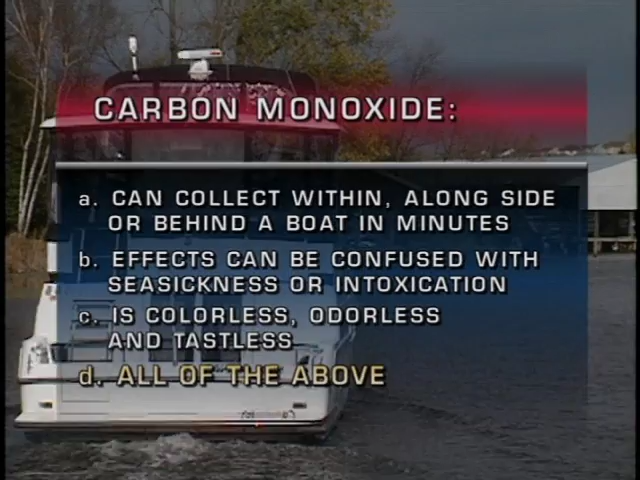 CARBON MONOXIDE:
a. CAN COLLECT WITHIN, ALONG SIDE
OR BEHIND A BOAT IN MINUTES
b. EFFECTS CAN BE CONFUSED WITH
SEASICKNESS OR INTOXICATION
c. IS COLORLESS, ODORLESS
AND TASTLESS
d. ALL OF THE ABOVE